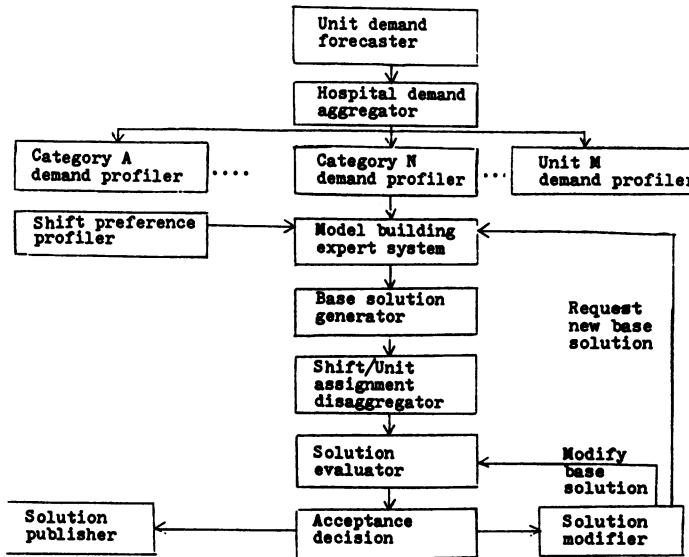 Unit demand
forecaster
Hospital demand
aggregator
Category A
demand profiler
....
Category N
demand profiler
...
Unit M
demand profiler
Shift preference
profiler
Model building
expert system
Base solution
generator
Request
new base
solution
Shift/Unit
assignment
disaggregator
Solution
evaluator
Modify
base
solution
Solution
publisher
Acceptance
decision
Solution
modifier